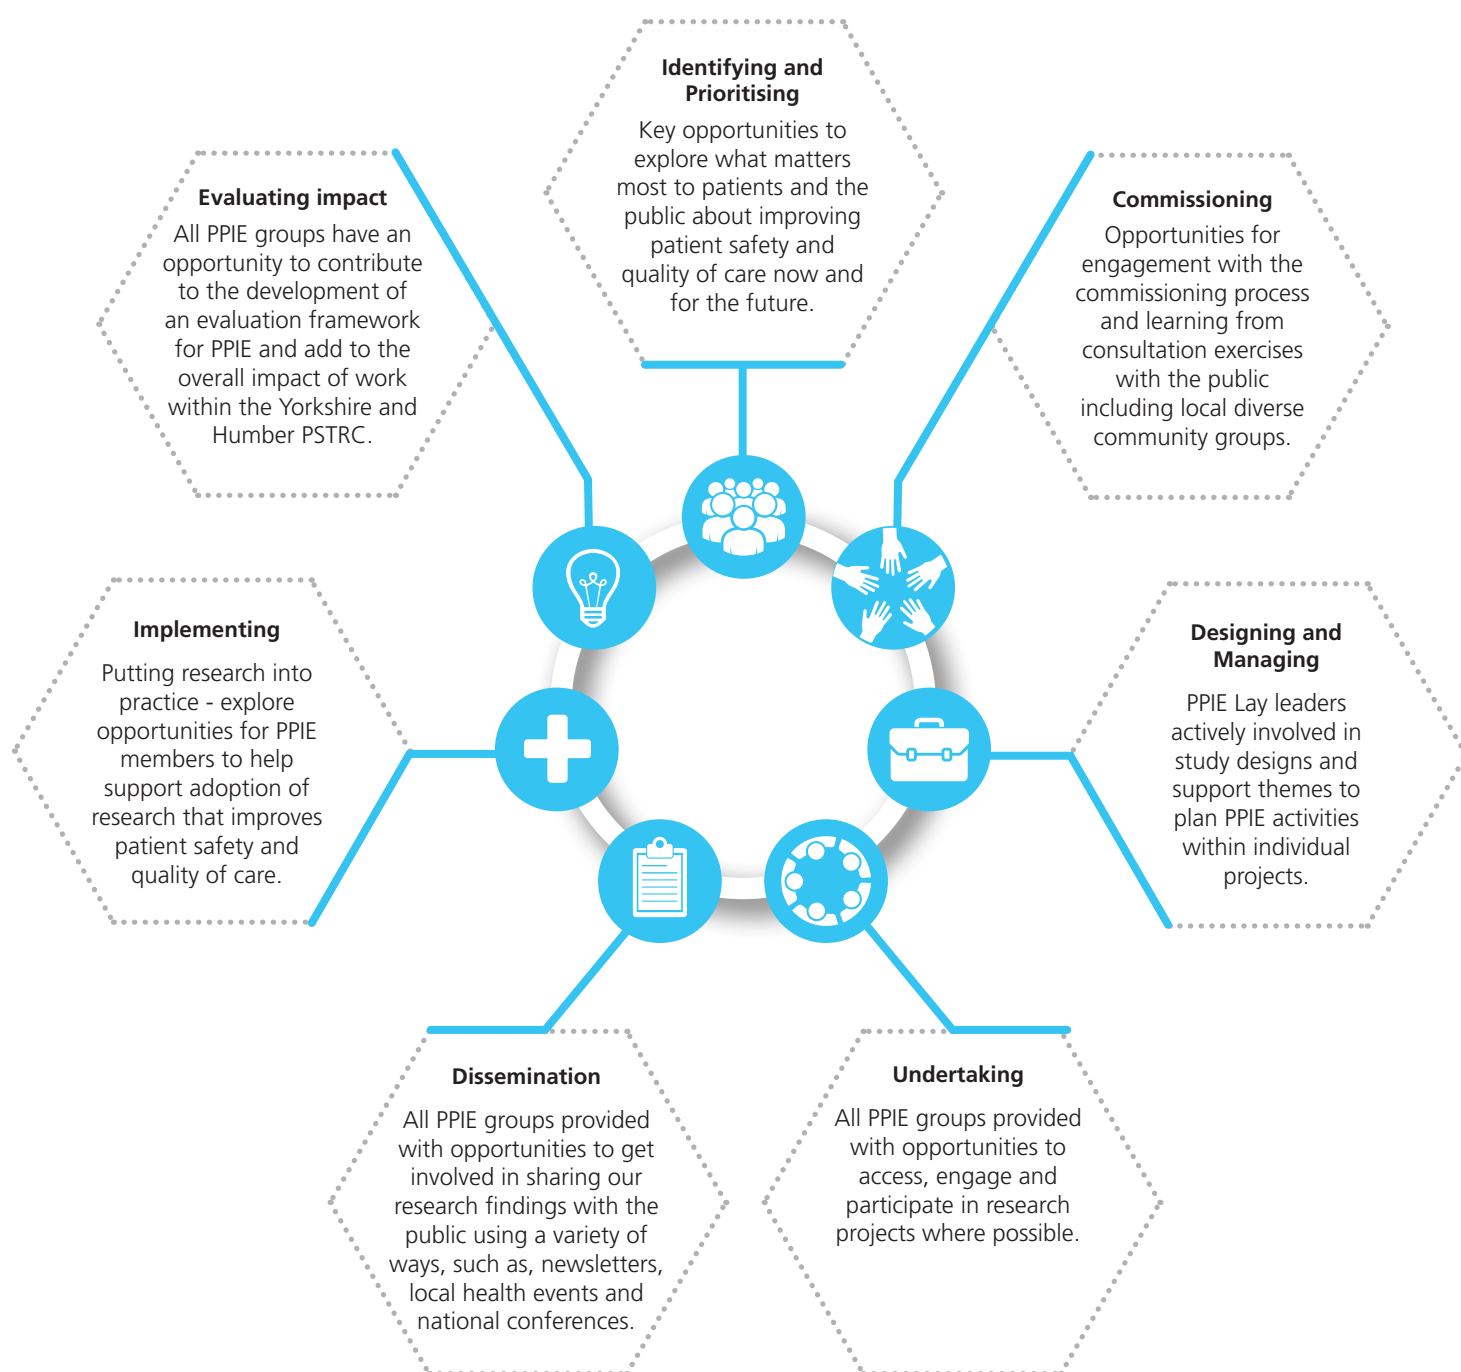 Identifying and
Prioritising
Key opportunities to
explore what matters
most to patients and the
public about improving
patient safety and
quality of care now and
for the future.
Commissioning
Opportunities for
engagement with the
commissioning process
and learning from
consultation exercises
with the public
including local diverse
community groups.
Designing and
Managing
PPIE Lay leaders
actively involved in
study designs and
support themes to
plan PPIE activities
within individual
projects.
Undertaking
All PPIE groups provided
with opportunities to
access, engage and
participate in research
projects where possible.
Dissemination
All PPIE groups provided
with opportunities to get
involved in sharing our
research findings with the
public using a variety of
ways, such as, newsletters,
local health events and
national conferences.
Implementing
Putting research into
practice - explore
opportunities for PPIE
members to help
support adoption of
research that improves
patient safety and
quality of care.
Evaluating impact
All PPIE groups have an
opportunity to contribute
to the development of
an evaluation framework
for PPIE and add to the
overall impact of work
within the Yorkshire and
Humber PSTRC.